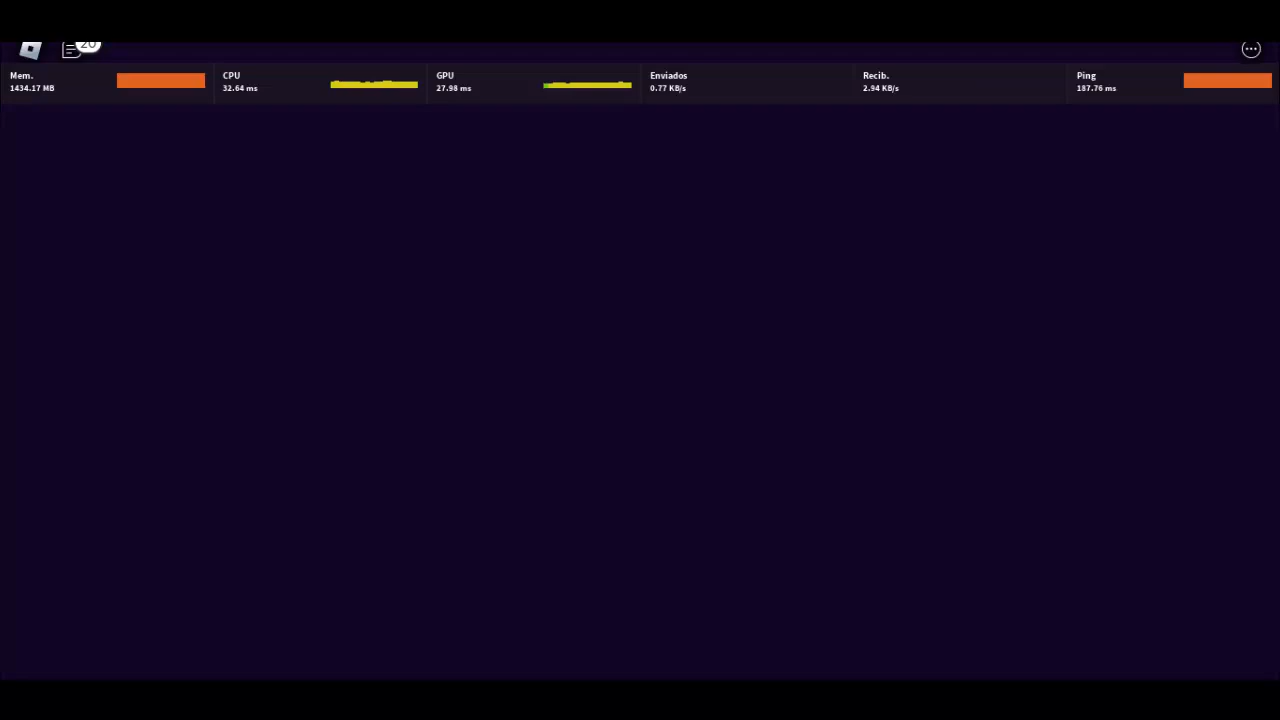 20
Mem.
1434.17 MB
CPU
32.64 ms
GPU
27.98 ms
Enviados
0.77 KB/s
Recib.
2.94 KB/s
Ping
187.76 ms